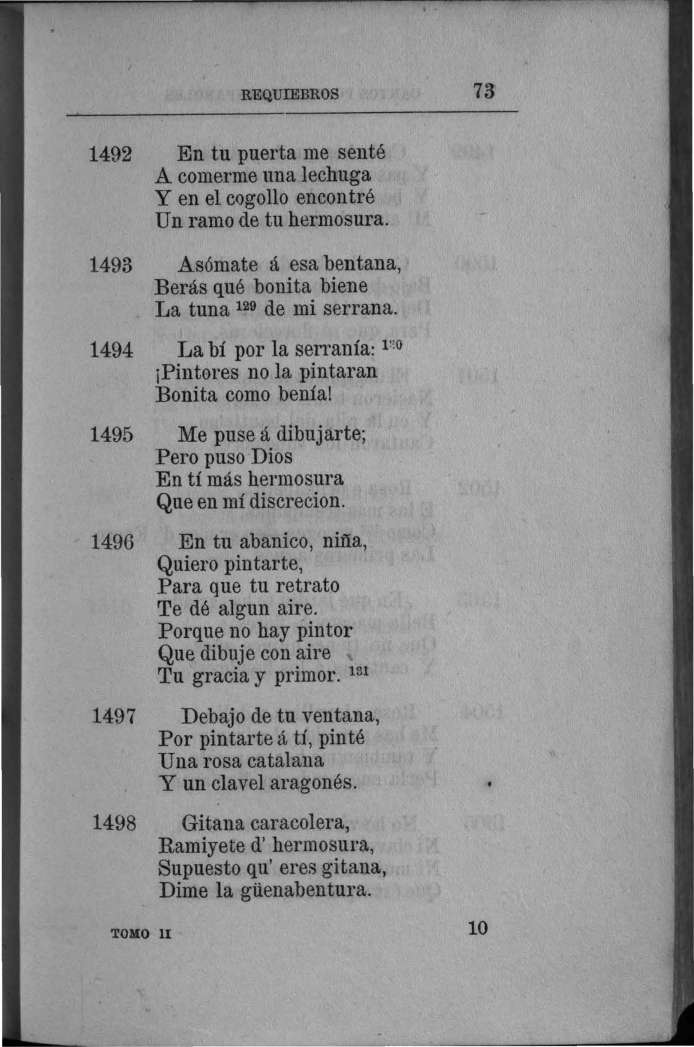 REQUIEBROS 73
1492 En tu puerta me senté
A comerme una lechuga
Y en el cogollo encontré
Un ramo de tu hermosura.
1493 Asómate á esa bentana,
Berás qué bonita biene
La tuna 129 de mi serrana.
1494 La bí por la serranía: 130
¡Pintores no la pintaran
Bonita como benía!
1495 Me puse á dibujarte;
Pero puso Dios
En tí más hermosura
Que en mí discrecion.
1496 En tu abanico, niña,
Quiero pintarte,
Para que tu retrato
Te dé algun aire.
Porque no hay pintor
Que dibuje con aire
Tu gracia y primor. 131
1497 Debajo de tu ventana,
Por pintarte á tí, pinté
Una rosa catalana
Y un clavel aragonés.
1498 Gitana caracolera,
Ramiyete d' hermosura,
Supuesto qu' eres gitana,
Dime la güenabentura.
TOMO II 10